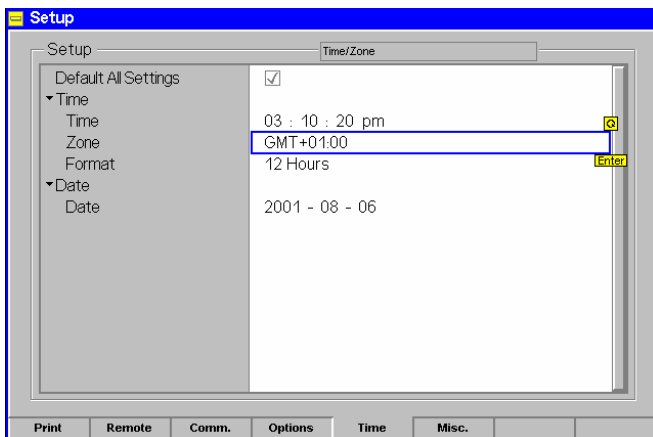 Setup
Setup Time/Zone
Default All Settings
Time
Time 03 : 10 : 20 pm
Zone GMT+01:00
Enter
Format 12 Hours
Date
Date 2001 - 08 - 06
Print Remote Comm. Options Time Misc.